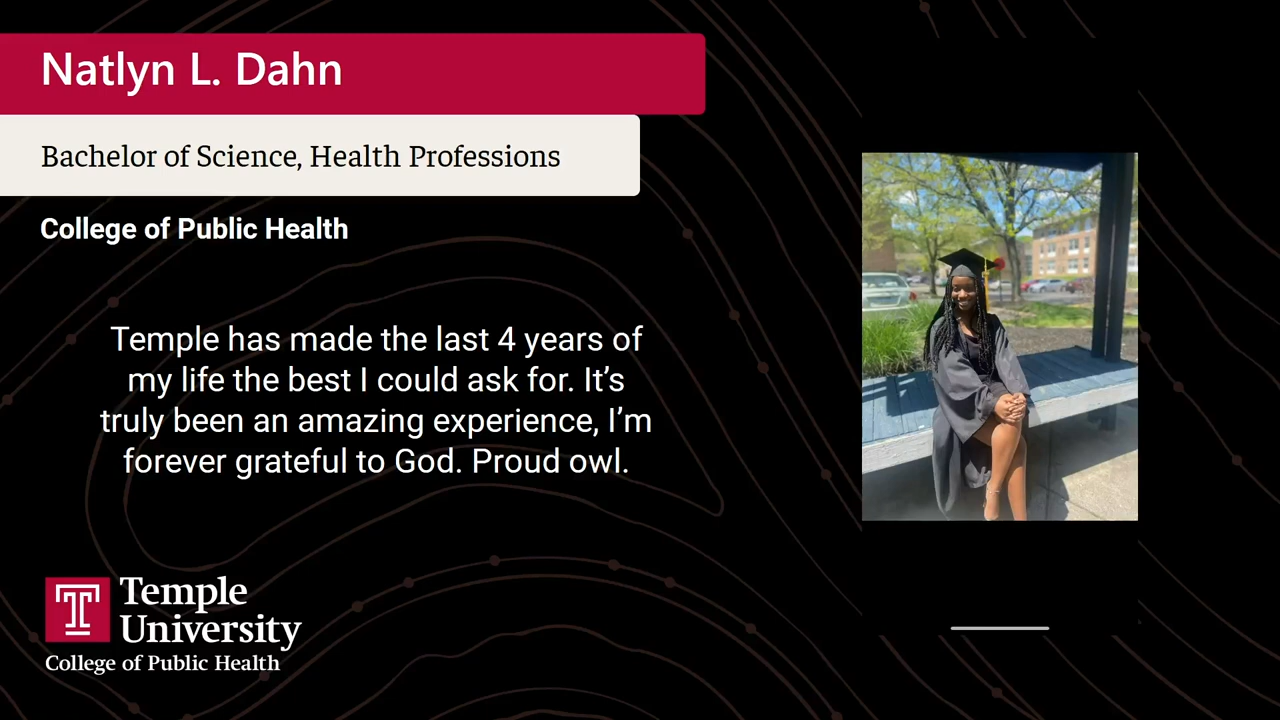 Natlyn L. Dahn
Bachelor of Science, Health Professions
College of Public Health
Temple has made the last 4 years of
my life the best I could ask for. It’s
truly been an amazing experience, I’m
forever grateful to God. Proud owl.
T
Temple
University
College of Public Health